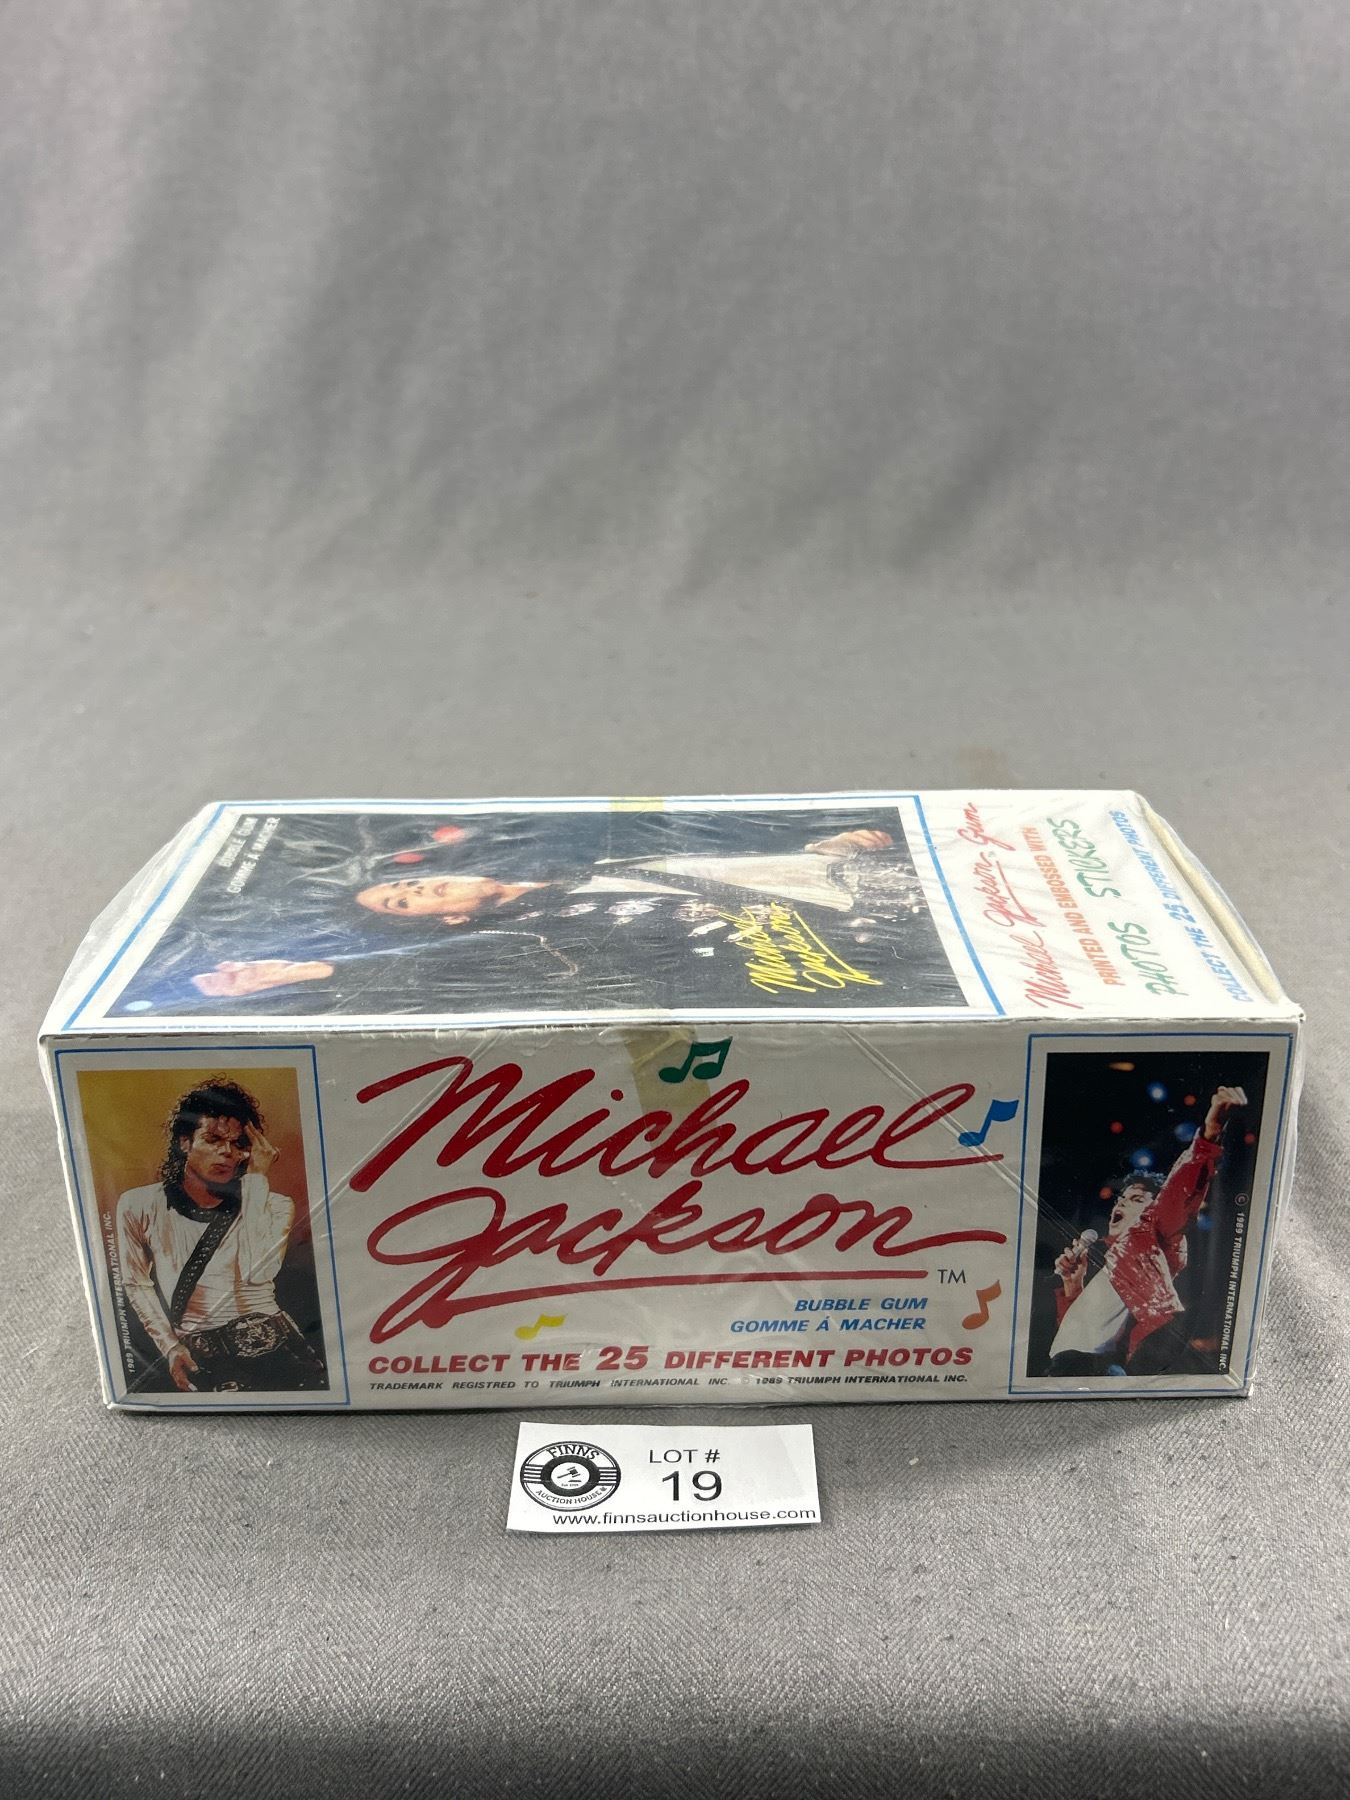 BUBBLE GUM
GOMME À MACHER
Michael
Jackson
Michael Jackson Gum
PRINTED AND EMBOSSED WITH
PHOTOS STICKERS
COLLECT THE 25 DIFFERENT PHOTOS
1989 TRIUMPH INTERNATIONAL INC.
Michael
Jackson
TM
BUBBLE GUM
GOMME Á MACHER
COLLECT THE 25 DIFFERENT PHOTOS
TRADEMARK REGISTRED TO TRIUMPH INTERNATIONAL INC. © 1989 TRIUMPH INTERNATIONAL INC.
© 1989 TRIUMPH INTERNATIONAL INC.
FINNS
AUCTION HOUSE
LOT #
19
www.finnsauctionhouse.com